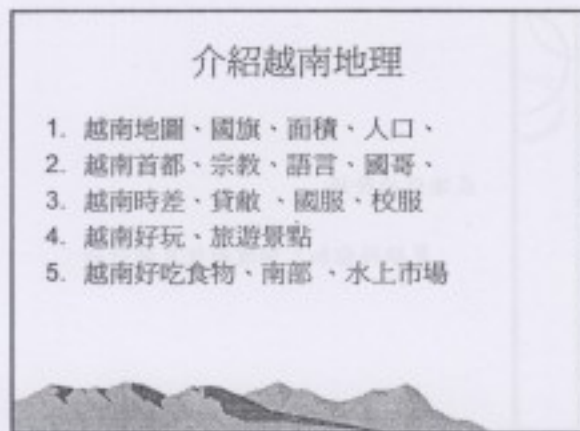 介紹越南地理
1. 越南地圖、國旗、面積、人口、
2. 越南首都、宗教、語言、國哥、
3. 越南時差、貸敝 、國服、校服
4. 越南好玩、旅遊景點
5. 越南好吃食物、南部 、水上市場